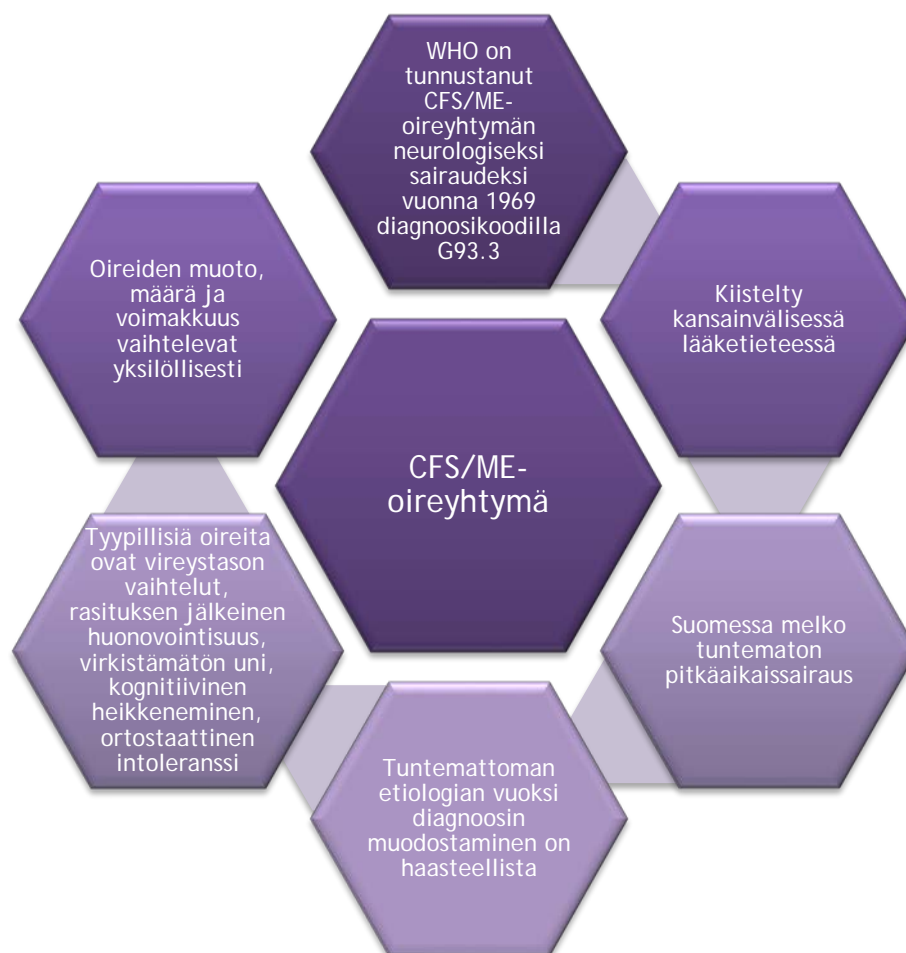 WHO on
tunnustanut
CFS/ME-
oireyhtymän
neurologiseksi
sairaudeksi
vuonna 1969
diagnoosikoodilla
G93.3
Kiistelty
kansainvälisessä
lääketieteessä
Suomessa melko
tuntematon
pitkäaikaissairaus
Tuntemattoman
etiologian vuoksi
diagnoosin
muodostaminen on
haasteellista
Tyypillisiä oireita
ovat vireystason
vaihtelut,
rasituksen jälkeinen
huonovointisuus,
virkistämätön uni,
kognitiivinen
heikkeneminen,
ortostaattinen
intoleranssi
Oireiden muoto,
määrä ja
voimakkuus
vaihtelevat
yksilöllisesti
CFS/ME-
oireyhtymä